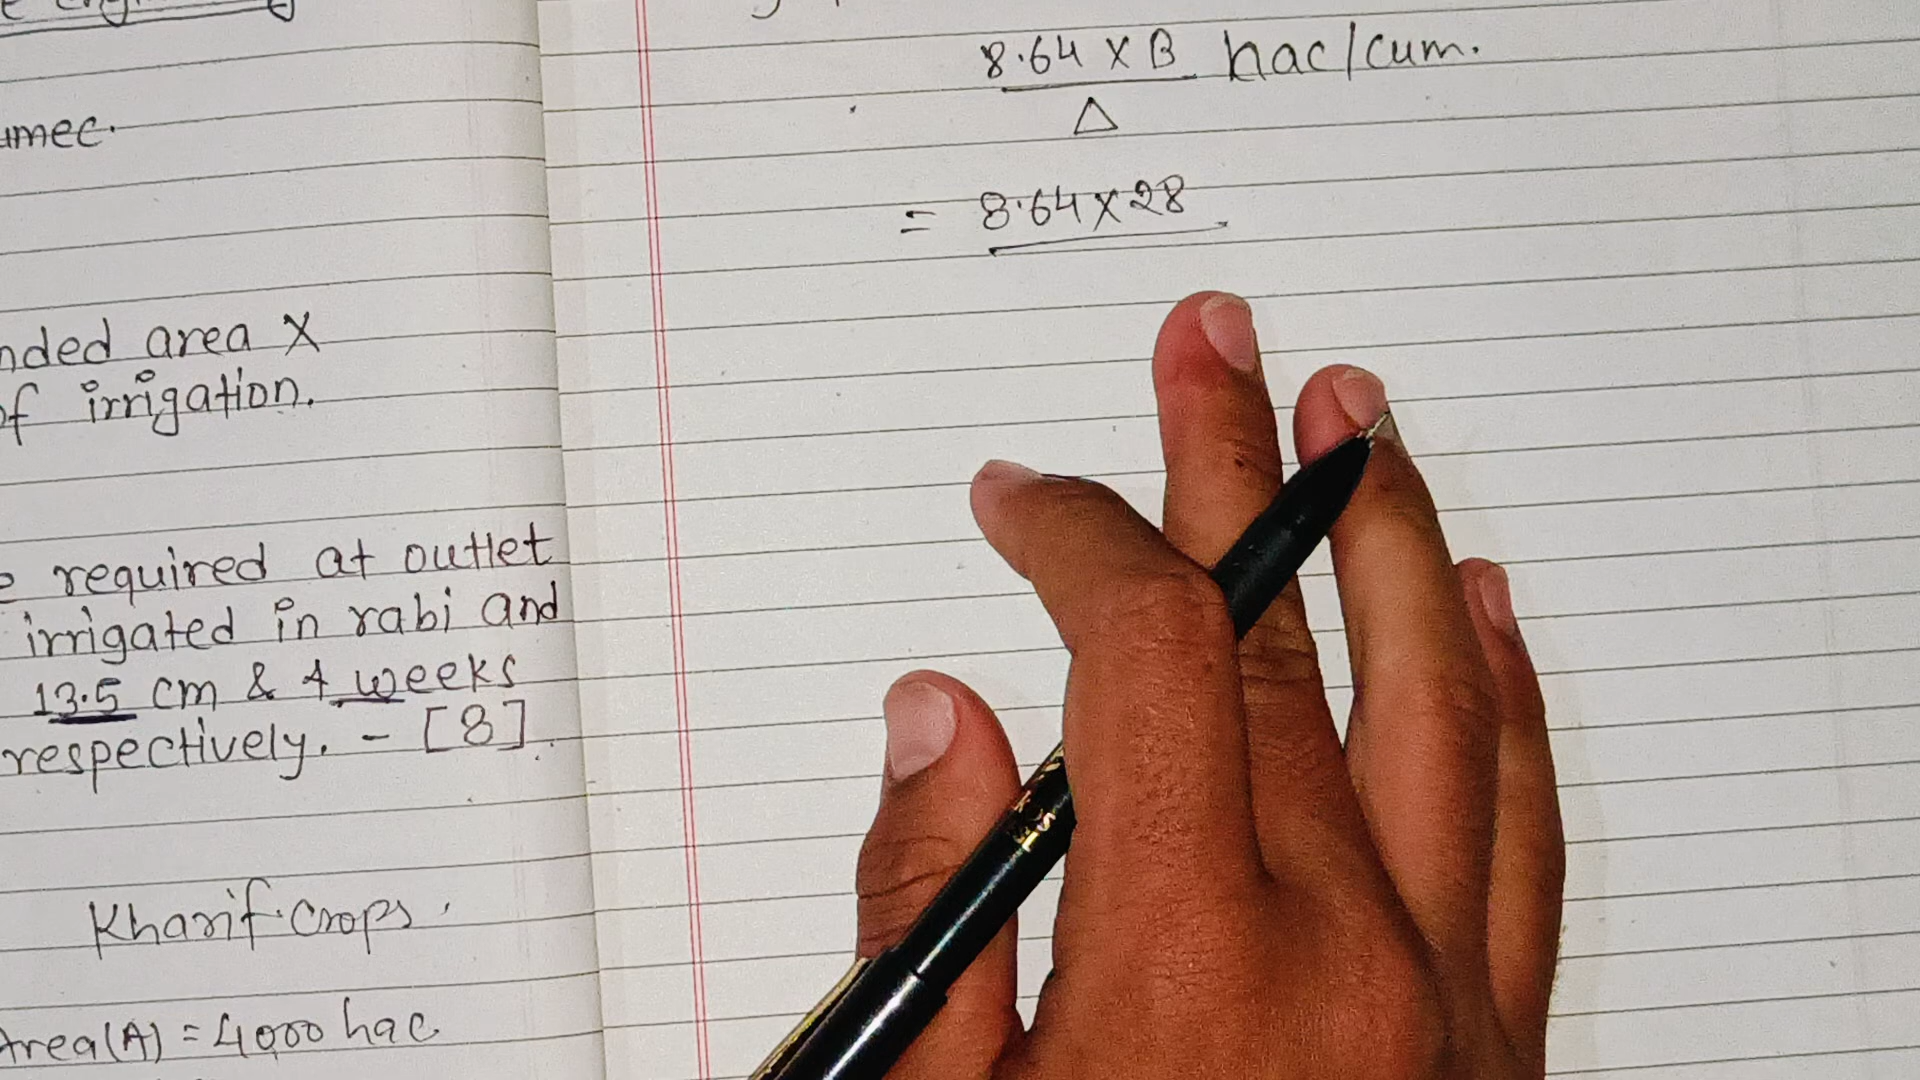 umec.
nded area X
of irrigation.
required at outlet
irrigated in rabi and
13.5 cm & 4 weeks
respectively. - [8].
Kharif crops.
Area(A) = 4000 hac
8.64 X B hac/cum.
Δ
= 8.64 X 28